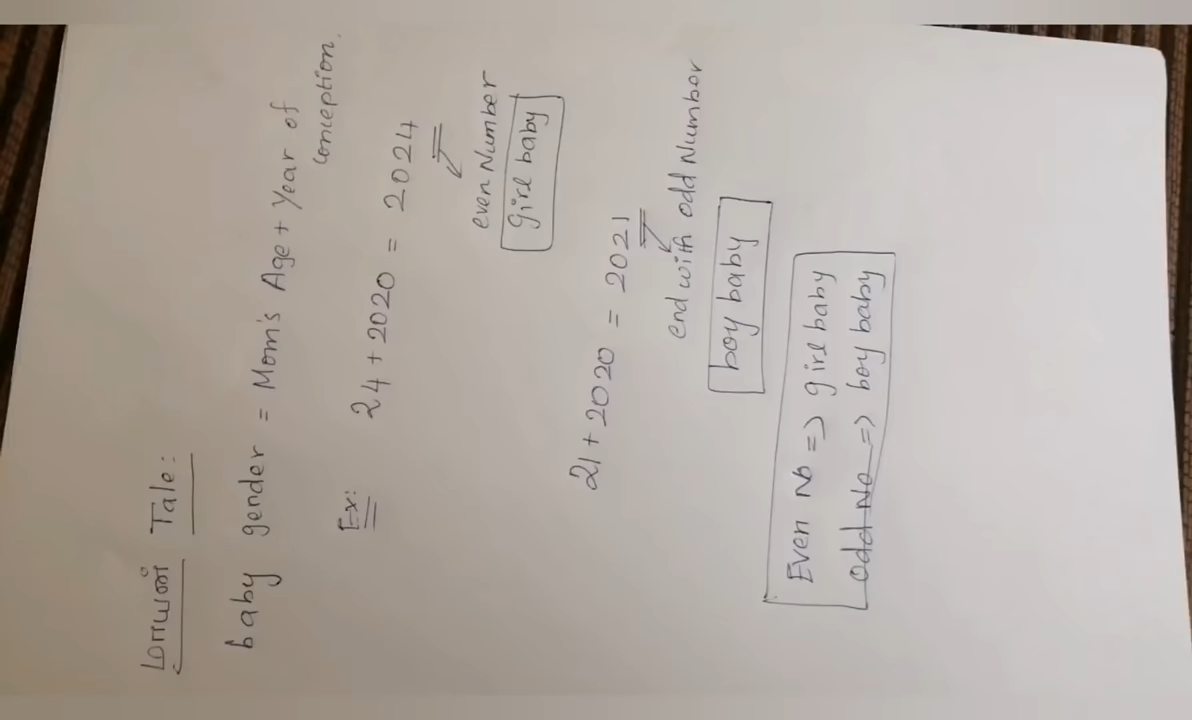 மாயன் Tale:
baby gender = Mom's Age + Year of
conception.
Ex: 24 + 2020 = 2024
even Number
girl baby
21 + 2020 = 2021
end with odd Number
boy baby
Even No => girl baby
odd No => boy baby